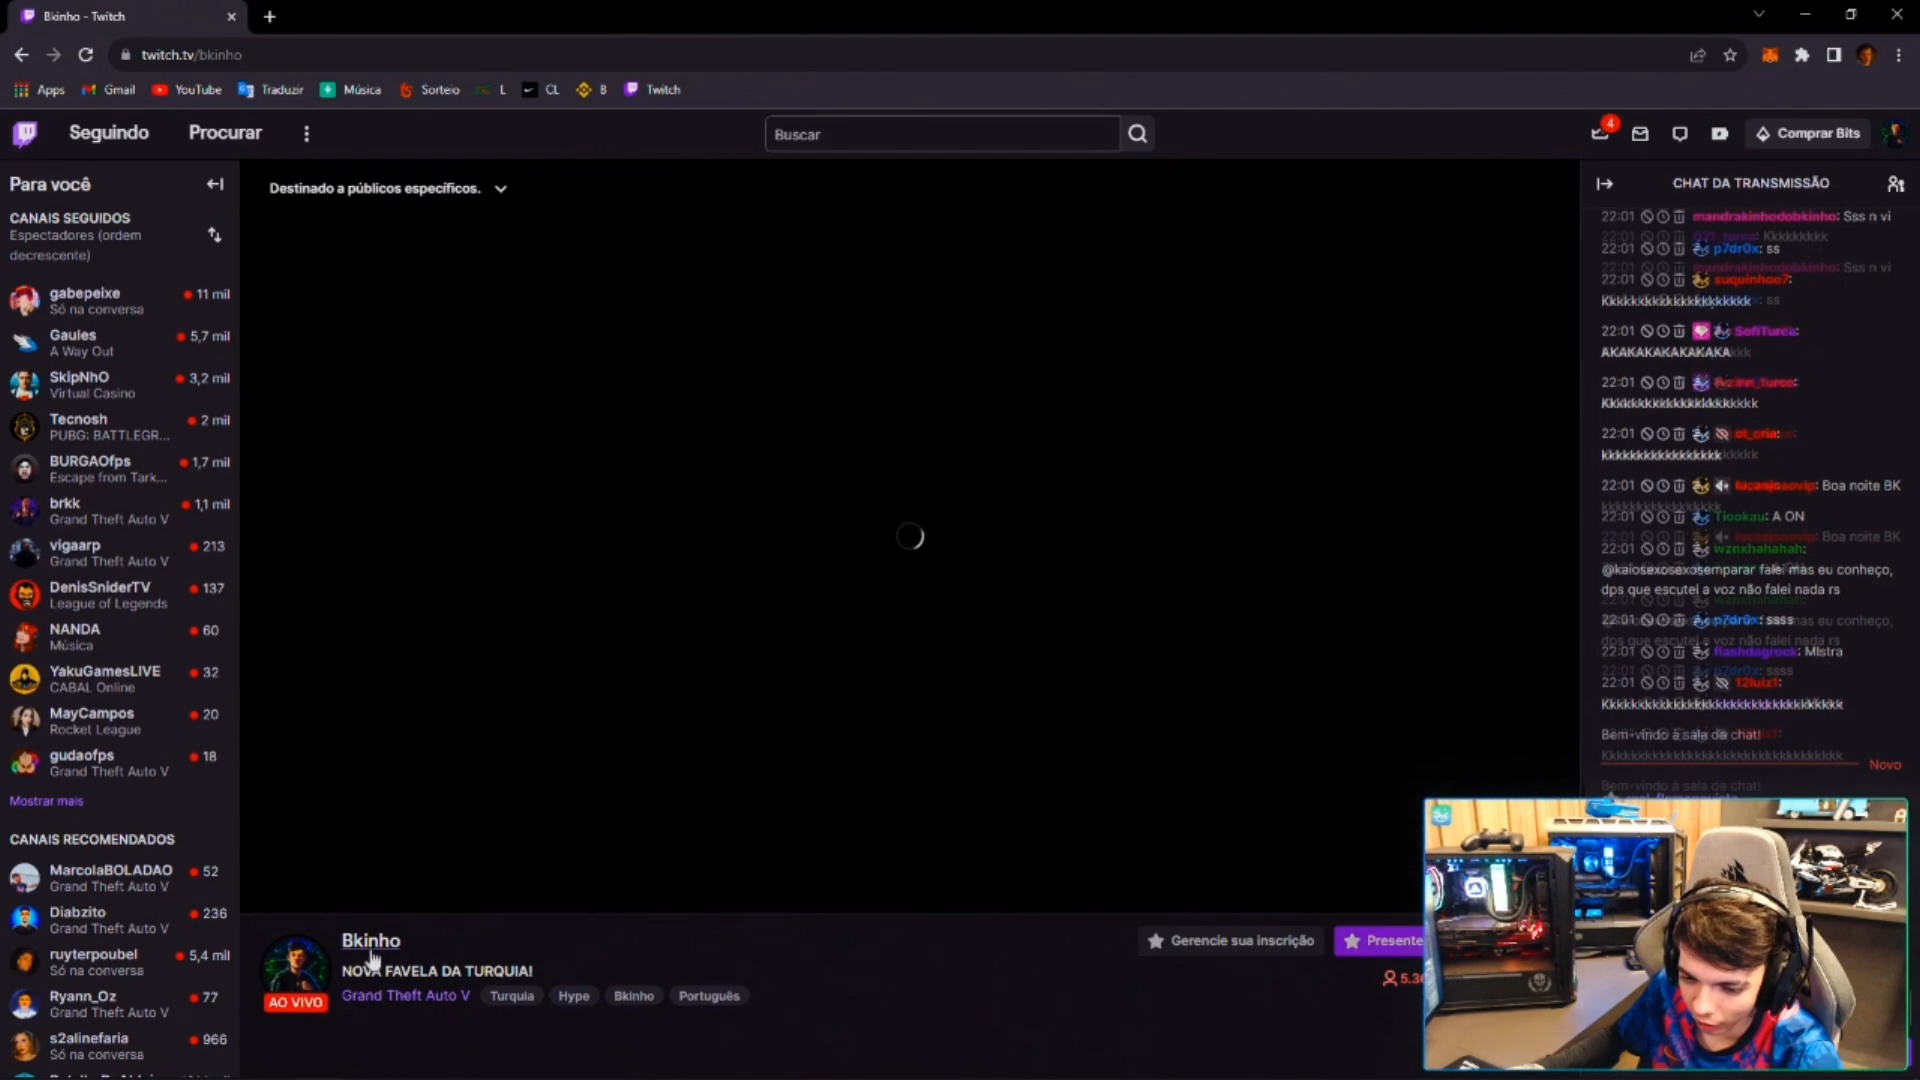 Bkinho - Twitch
twitch.tv/bkinho
Apps
Gmail
YouTube
Traduzir
Música
Sorteio
L
CL
B
Twitch
Seguindo
Procurar
Buscar
4
Comprar Bits
Para você
CANAIS SEGUIDOS
Espectadores (ordem
decrescente)
gabepeixe
11 mil
Só na conversa
Gaules
5,7 mil
A Way Out
SkipNhO
3,2 mil
Virtual Casino
Tecnosh
2 mil
PUBG: BATTLEGR...
BURGAOfps
1,7 mil
Escape from Tark...
brkk
1,1 mil
Grand Theft Auto V
vigaarp
213
Grand Theft Auto V
DenisSniderTV
137
League of Legends
NANDA
60
Música
YakuGamesLIVE
32
CABAL Online
MayCampos
20
Rocket League
gudaofps
18
Grand Theft Auto V
Mostrar mais
CANAIS RECOMENDADOS
MarcolaBOLADAO
52
Grand Theft Auto V
Diabzito
236
Grand Theft Auto V
ruyterpoubel
5,4 mil
Só na conversa
Ryann_Oz
77
Grand Theft Auto V
s2alinefaria
966
Só na conversa
Destinado a públicos específicos.
Bkinho
NOVA FAVELA DA TURQUIA!
AO VIVO
Grand Theft Auto V
Turquia
Hype
Bkinho
Português
Gerencie sua inscrição
Presente
CHAT DA TRANSMISSÃO
22:01 mandrakinhodobkinho: Sss n vi
22:01 p7dr0x: ss
22:01 suquinhoo7:
22:01 SofiTurca:
AKAKAKAKAKAKAKA
22:01
22:01
22:01 Boa noite BK
22:01 Tiookau: A ON
22:01 wznxhahahah:
@kaiosexosexosemparar falei mas eu conheço,
dps que escutei a voz não falei nada rs
22:01 p7dr0x: ssss
22:01 flashdagrock: MIstra
22:01 12luiz1:
Bem-vindo à sala de chat!
Novo